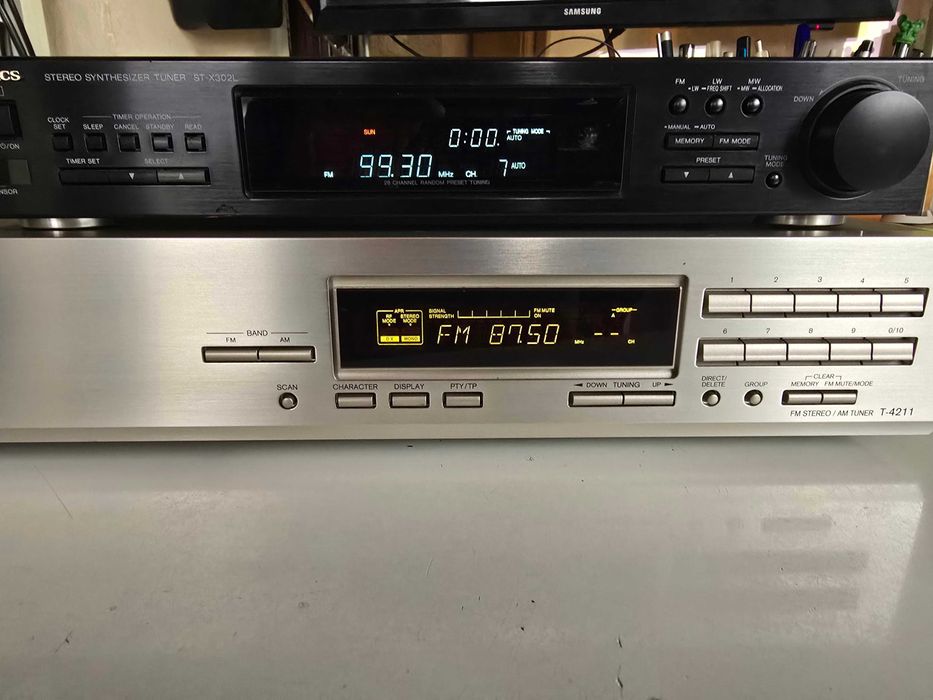 SAMSUNG
CS
STEREO SYNTHESIZER TUNER ST-X302L
CLOCK SET
TIMER OPERATION
SLEEP CANCEL STANDBY READ
TIMER SET SELECT
SUN
0:00
TUNING MODE
AUTO
FM 99.30 MHz CH. 7 AUTO
28 CHANNEL RANDOM PRESET TUNING
FM LW MW
LW FREQ SHIFT MW ALLOCATION
MANUAL AUTO
MEMORY FM MODE
PRESET
TUNING MODE
DOWN
TUNING
BAND
FM AM
SCAN
APR
RF MODE STEREO MODE
DX MONO
SIGNAL STRENGTH
FM MUTE ON
GROUP
A
FM 87.50 MHz -- CH
CHARACTER DISPLAY PTY/TP
DOWN TUNING UP
1 2 3 4 5
6 7 8 9 0/10
DIRECT/DELETE
GROUP
CLEAR
MEMORY FM MUTE/MODE
FM STEREO / AM TUNER T-4211